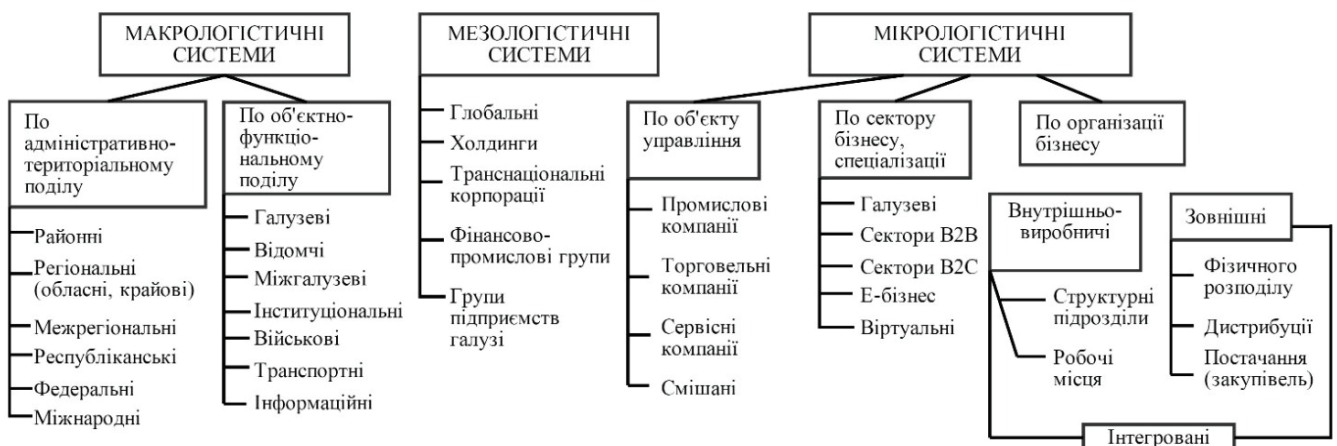 МАКРОЛОГІСТИЧНІ
СИСТЕМИ
По
адміністративно-
територіальному
поділу
Районні
Регіональні
(обласні, крайові)
Межрегіональні
Республіканські
Федеральні
Міжнародні
По об'єктно-
функціо-
нальному
поділу
Галузеві
Відомчі
Міжгалузеві
Інституціональні
Військові
Транспортні
Інформаційні
МЕЗОЛОГІСТИЧНІ
СИСТЕМИ
Глобальні
Холдинги
Транснаціональні
корпорації
Фінансово-
промислові групи
Групи
підприємств
галузі
МІКРОЛОГІСТИЧНІ
СИСТЕМИ
По об'єкту
управління
Промислові
компанії
Торговельні
компанії
Сервісні
компанії
Смішані
По сектору
бізнесу,
спеціалізації
Галузеві
Сектори B2B
Сектори B2C
Е-бізнес
Віртуальні
По організації
бізнесу
Внутрішньо-
виробничі
Структурні
підрозділи
Робочі
місця
Зовнішні
Фізичного
розподілу
Дистрибуції
Постачання
(закупівель)
Інтегровані